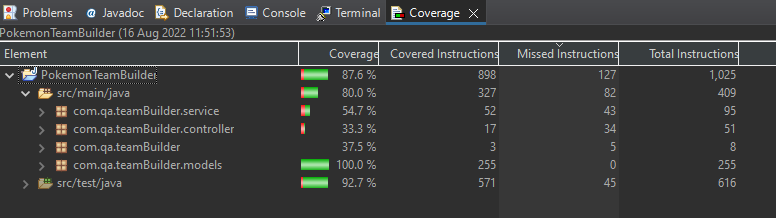 Problems Javadoc Declaration Console Terminal Coverage
PokemonTeamBuilder (16 Aug 2022 11:51:53)
Element Coverage Covered Instructions Missed Instructions Total Instructions
PokemonTeamBuilder 87.6 % 898 127 1,025
src/main/java 80.0 % 327 82 409
com.qa.teamBuilder.service 54.7 % 52 43 95
com.qa.teamBuilder.controller 33.3 % 17 34 51
com.qa.teamBuilder 37.5 % 3 5 8
com.qa.teamBuilder.models 100.0 % 255 0 255
src/test/java 92.7 % 571 45 616